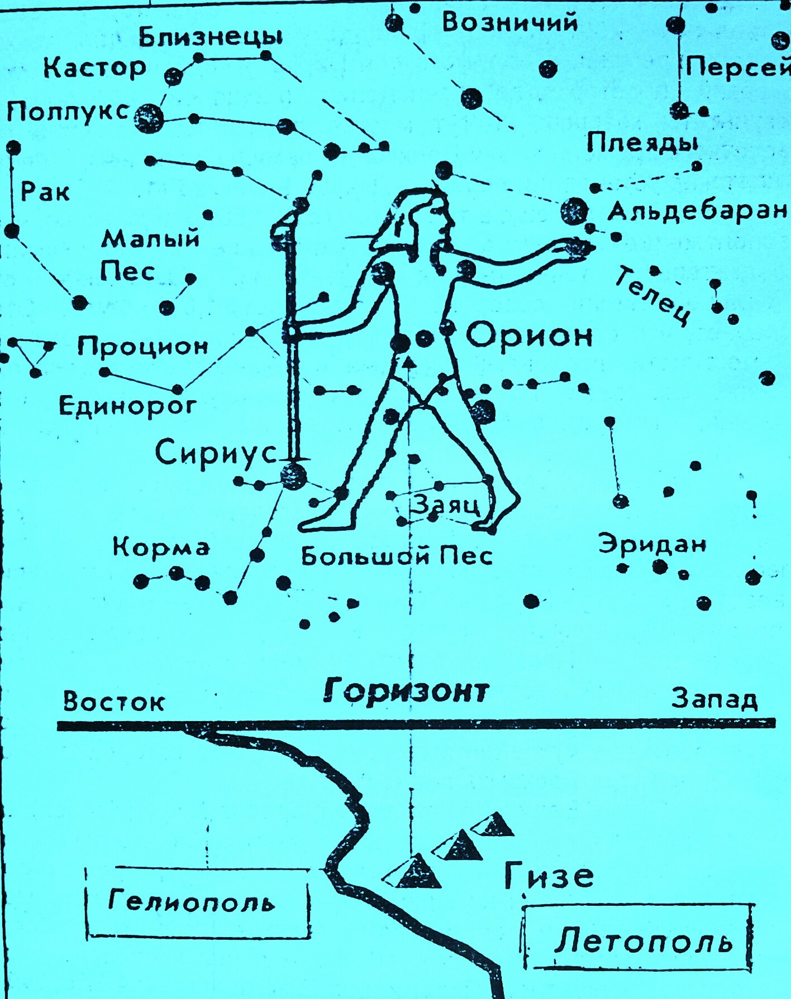 Близнецы
Возничий
Кастор
Персей
Поллукс
Плеяды
Рак
Альдебаран
Малый
Пес
Телец
Процион
Орион
Единорог
Сириус
Заяц
Корма
Большой Пес
Эридан
Горизонт
Восток
Запад
Гизе
Гелиополь
Летополь